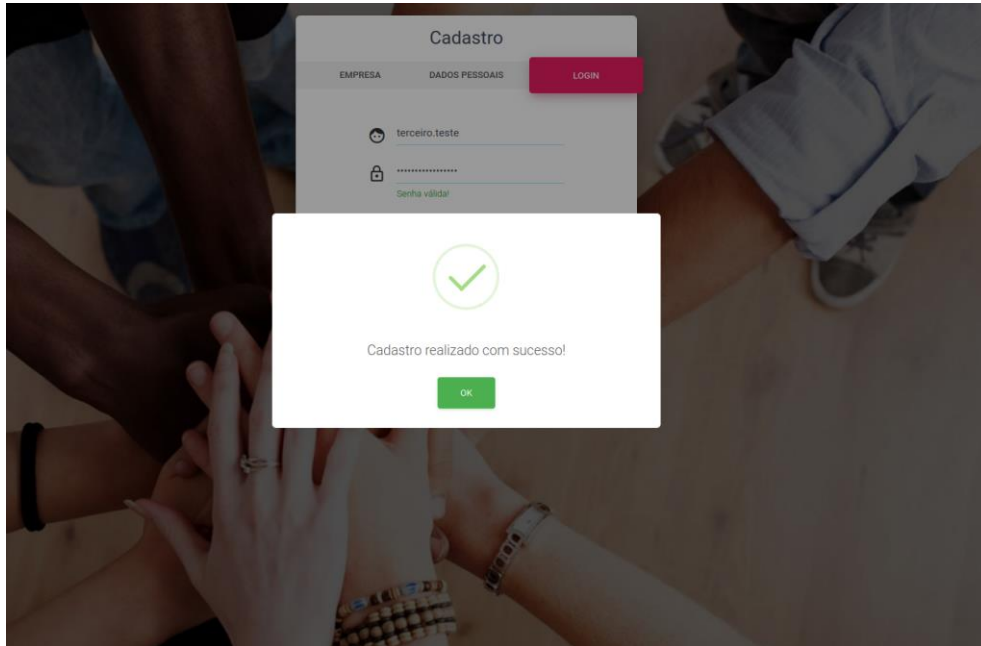 Cadastro
EMPRESA DADOS PESSOAIS LOGIN
terceiro.teste
•••••••••••••••••
Senha válida!
Cadastro realizado com sucesso!
OK